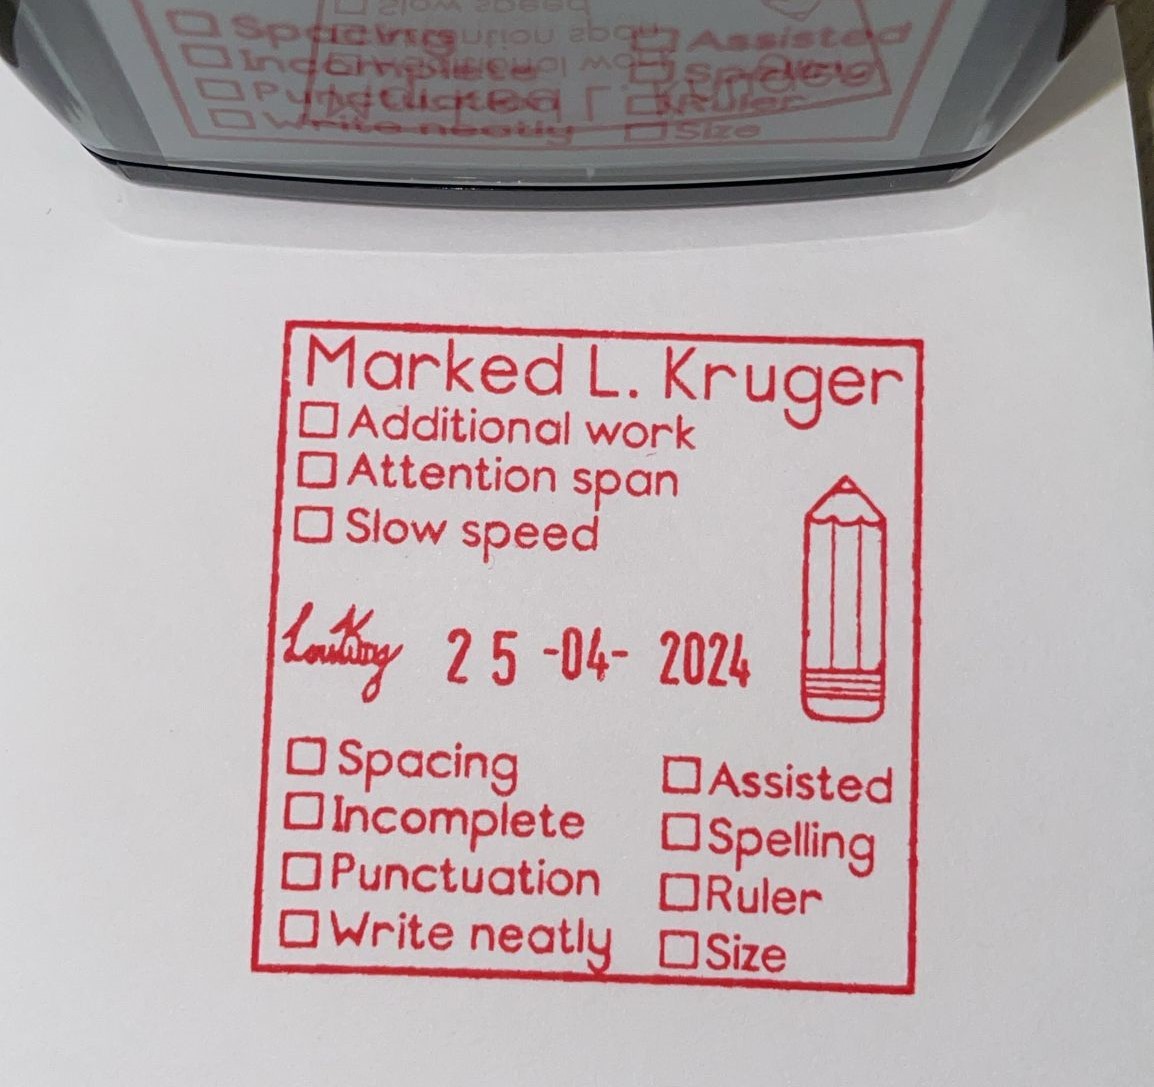 Marked L. Kruger
Additional work
Attention span
Slow speed
25 -04- 2024
Spacing
Incomplete
Punctuation
Write neatly
Assisted
Spelling
Ruler
Size